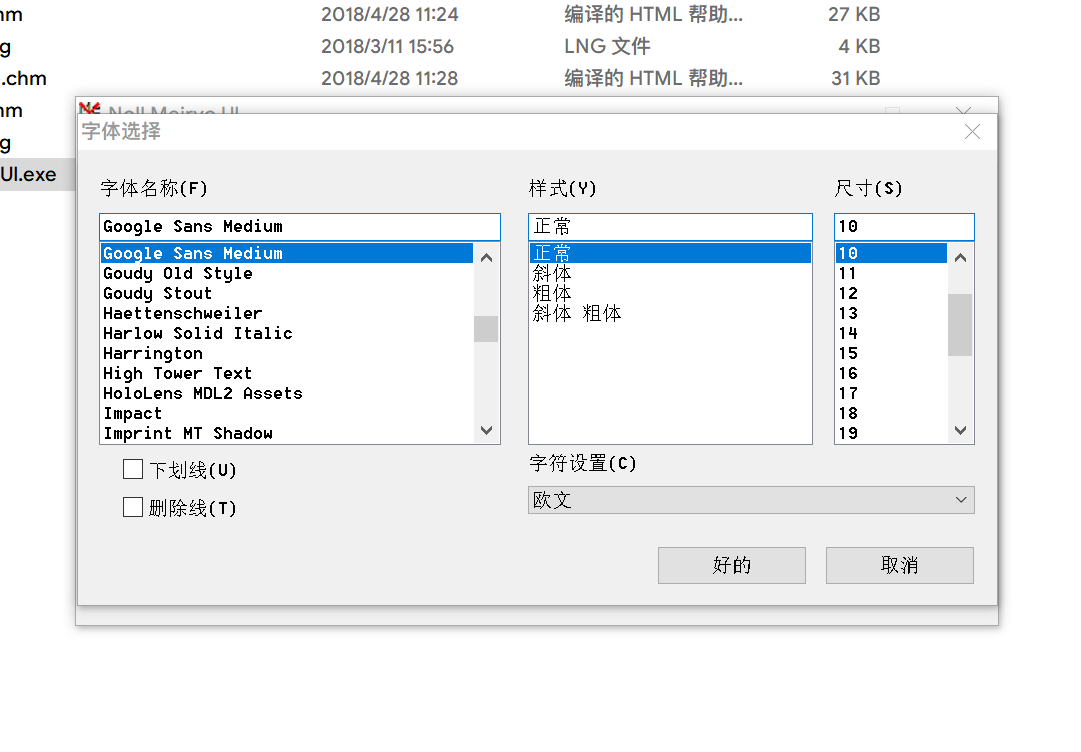 hm 2018/4/28 11:24 编译的 HTML 帮助... 27 KB
g 2018/3/11 15:56 LNG 文件 4 KB
.chm 2018/4/28 11:28 编译的 HTML 帮助... 31 KB
hm
g
UI.exe
字体选择
字体名称(F) 样式(Y) 尺寸(S)
Google Sans Medium 正常 10
Google Sans Medium 正常 10
Goudy Old Style 斜体 11
Goudy Stout 粗体 12
Haettenschweiler 斜体 粗体 13
Harlow Solid Italic 14
Harrington 15
High Tower Text 16
HoloLens MDL2 Assets 17
Impact 18
Imprint MT Shadow 19
下划线(U) 字符设置(C)
删除线(T) 欧文
好的 取消